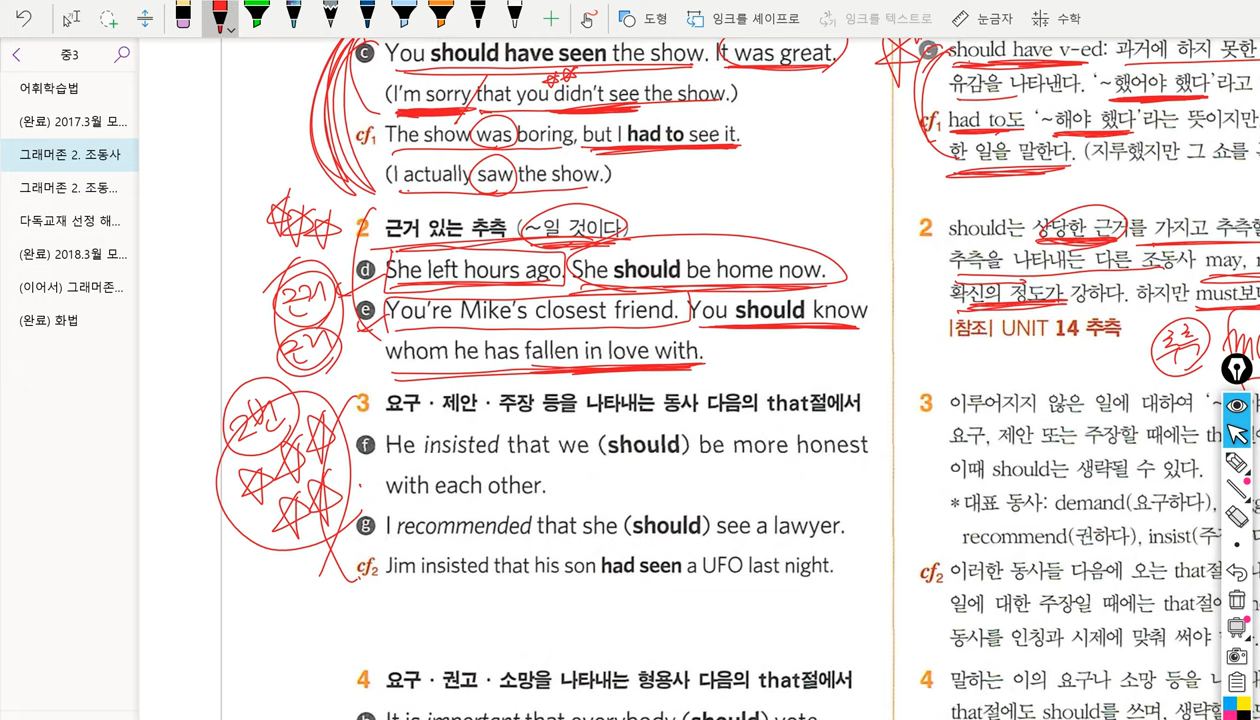 도형
잉크를 셰이프로
잉크를 텍스트로
눈금자
수학
중3
어휘학습법
(완료) 2017.3월 모...
그래머존 2. 조동사
그래머존 2. 조동...
다독교재 선정 해...
(완료) 2018.3월 모...
(이어서) 그래머존...
(완료) 화법
c You should have seen the show. It was great.
(I'm sorry that you didn't see the show.)
cf1 The show was boring, but I had to see it.
(I actually saw the show.)
2 근거 있는 추측 (~일 것이다)
d She left hours ago. She should be home now.
근거
e You're Mike's closest friend. You should know
whom he has fallen in love with.
근거
3 요구 · 제안 · 주장 등을 나타내는 동사 다음의 that절에서
2번
f He insisted that we (should) be more honest
with each other.
g I recommended that she (should) see a lawyer.
cf2 Jim insisted that his son had seen a UFO last night.
4 요구 · 권고 · 소망을 나타내는 형용사 다음의 that절에서
It is important that everybody (should) vote
should have v-ed: 과거에 하지 못한
유감을 나타낸다. '~했어야 했다'라고
cf1 had to도 '~해야 했다'라는 뜻이지만
한 일을 말한다. (지루했지만 그 쇼를
2 should는 상당한 근거를 가지고 추측할
추측을 나타내는 다른 조동사 may,
확신의 정도가 강하다. 하지만 must보
|참조| UNIT 14 추측
추측
3 이루어지지 않은 일에 대하여
요구, 제안 또는 주장할 때에는
이때 should는 생략될 수 있다.
* 대표 동사: demand(요구하다),
recommend(권하다), insist(주
cf2 이러한 동사들 다음에 오는 that절
일에 대한 주장일 때에는 that절
동사를 인칭과 시제에 맞춰 써야
4 말하는 이의 요구나 소망 등을
that절에도 should를 쓰며,